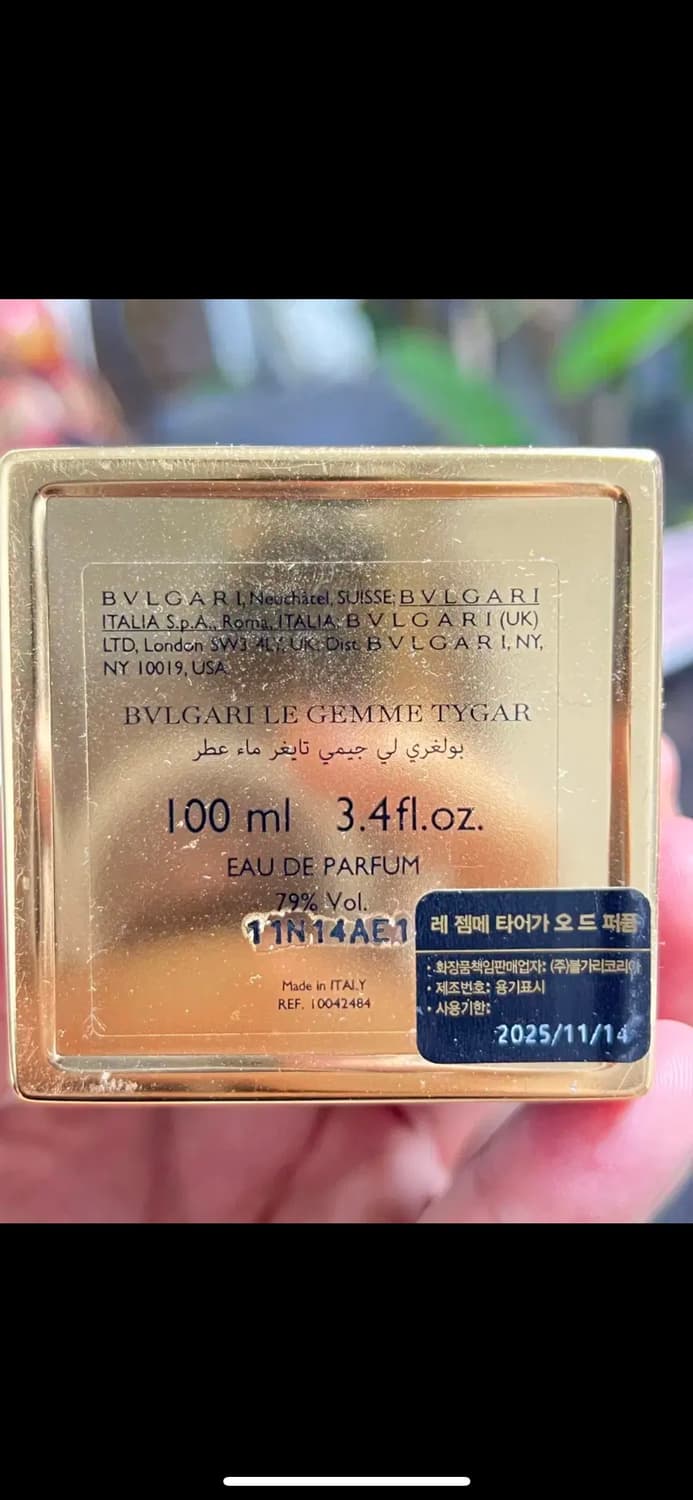 BVLGARI, Neuchâtel, SUISSE; BVLGARI
ITALIA S.p.A., Roma, ITALIA; BVLGARI (UK)
LTD, London SW3 4LY, UK; Dist. BVLGARI, NY,
NY 10019, USA
BVLGARI LE GEMME TYGAR
بولغري لي جيمي تايغر ماء عطر
100 ml 3.4fl.oz.
EAU DE PARFUM
79% Vol.
11N14AE1
Made in ITALY
REF. 10042484
레 젬메 타이가 오 드 퍼퓸
· 화장품책임판매업자: (주)불가리코리아
· 제조번호: 용기표시
· 사용기한:
2025/11/14